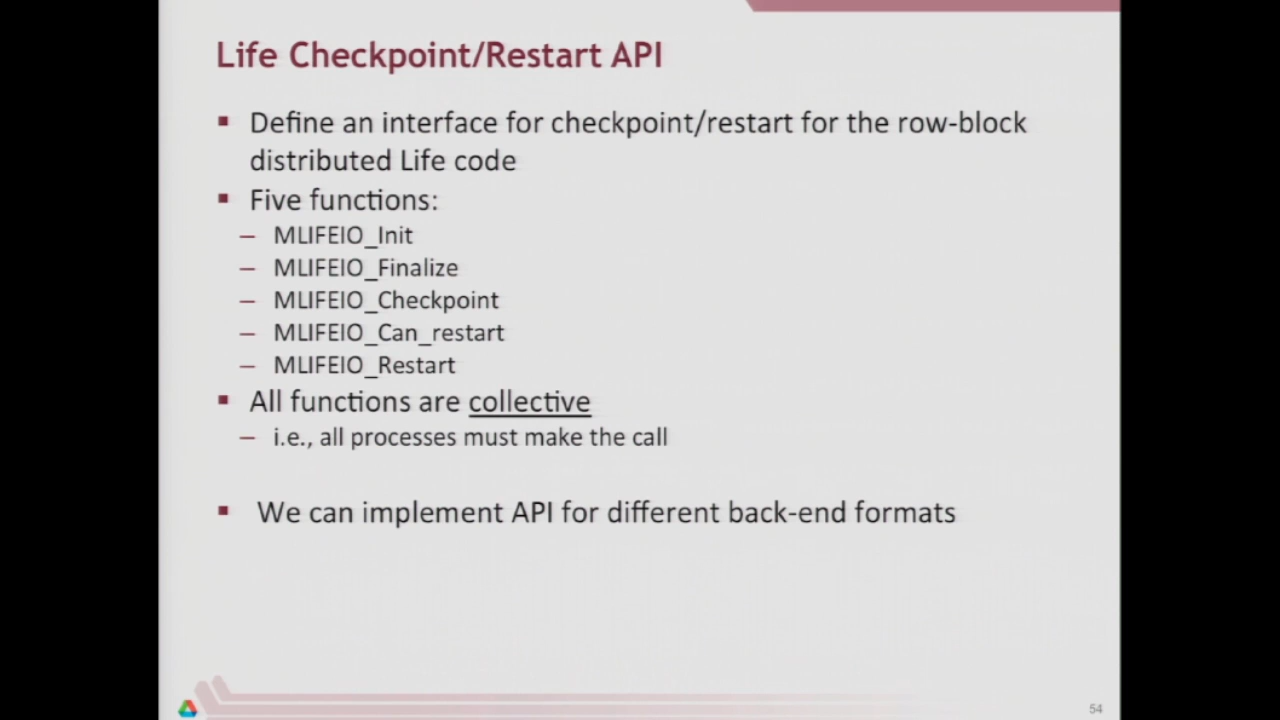 Life Checkpoint/Restart API
▪ Define an interface for checkpoint/restart for the row-block
distributed Life code
▪ Five functions:
– MLIFEIO_Init
– MLIFEIO_Finalize
– MLIFEIO_Checkpoint
– MLIFEIO_Can_restart
– MLIFEIO_Restart
▪ All functions are collective
– i.e., all processes must make the call
▪ We can implement API for different back-end formats
54